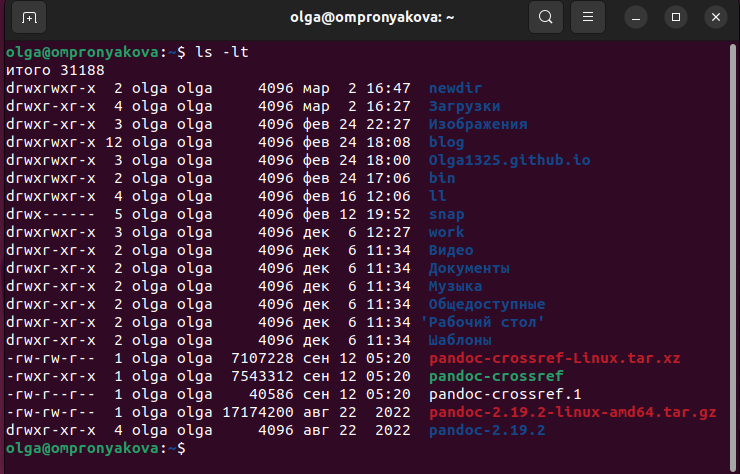 olga@ompronyakova: ~
olga@ompronyakova:~$ ls -lt
итого 31188
drwxrwxr-x  2 olga olga     4096 мар  2 16:47  newdir
drwxr-xr-x  4 olga olga     4096 мар  2 16:27  Загрузки
drwxr-xr-x  3 olga olga     4096 фев 24 22:27  Изображения
drwxrwxr-x 12 olga olga     4096 фев 24 18:08  blog
drwxrwxr-x  3 olga olga     4096 фев 24 18:00  Olga1325.github.io
drwxrwxr-x  2 olga olga     4096 фев 24 17:06  bin
drwxrwxr-x  4 olga olga     4096 фев 16 12:06  ll
drwx------  5 olga olga     4096 фев 12 19:52  snap
drwxrwxr-x  3 olga olga     4096 дек  6 12:27  work
drwxr-xr-x  2 olga olga     4096 дек  6 11:34  Видео
drwxr-xr-x  2 olga olga     4096 дек  6 11:34  Документы
drwxr-xr-x  2 olga olga     4096 дек  6 11:34  Музыка
drwxr-xr-x  2 olga olga     4096 дек  6 11:34  Общедоступные
drwxr-xr-x  2 olga olga     4096 дек  6 11:34 'Рабочий стол'
drwxr-xr-x  2 olga olga     4096 дек  6 11:34  Шаблоны
-rw-rw-r--  1 olga olga  7107228 сен 12 05:20  pandoc-crossref-Linux.tar.xz
-rwxr-xr-x  1 olga olga  7543312 сен 12 05:20  pandoc-crossref
-rw-r--r--  1 olga olga    40586 сен 12 05:20  pandoc-crossref.1
-rw-rw-r--  1 olga olga 17174200 авг 22  2022  pandoc-2.19.2-linux-amd64.tar.gz
drwxr-xr-x  4 olga olga     4096 авг 22  2022  pandoc-2.19.2
olga@ompronyakova:~$